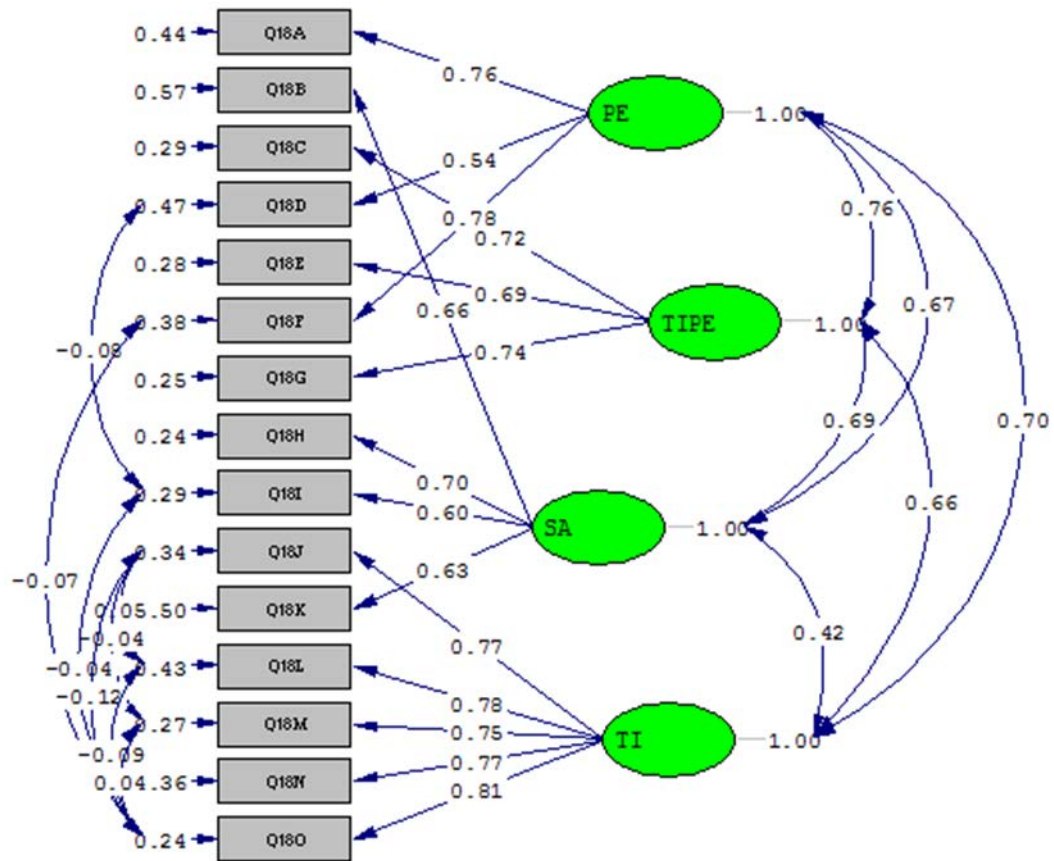 0.44 Q18A
0.76
0.57 Q18B
PE 1.00
0.29 Q18C
0.54
0.47 Q18D
0.78
0.76
0.72
0.28 Q18E
0.69
0.66
0.67
0.38 Q18F
TIPE 1.00
-0.08
0.74
0.25 Q18G
0.69
0.70
0.24 Q18H
0.70
0.29 Q18I
0.60
0.66
SA 1.00
0.34 Q18J
0.63
-0.07
0.05.50 Q18K
0.42
-0.04
0.77
-0.04
0.43 Q18L
-0.12
0.78
0.27 Q18M
0.75
TI 1.00
-0.09
0.77
0.04.36 Q18N
0.81
0.24 Q18O